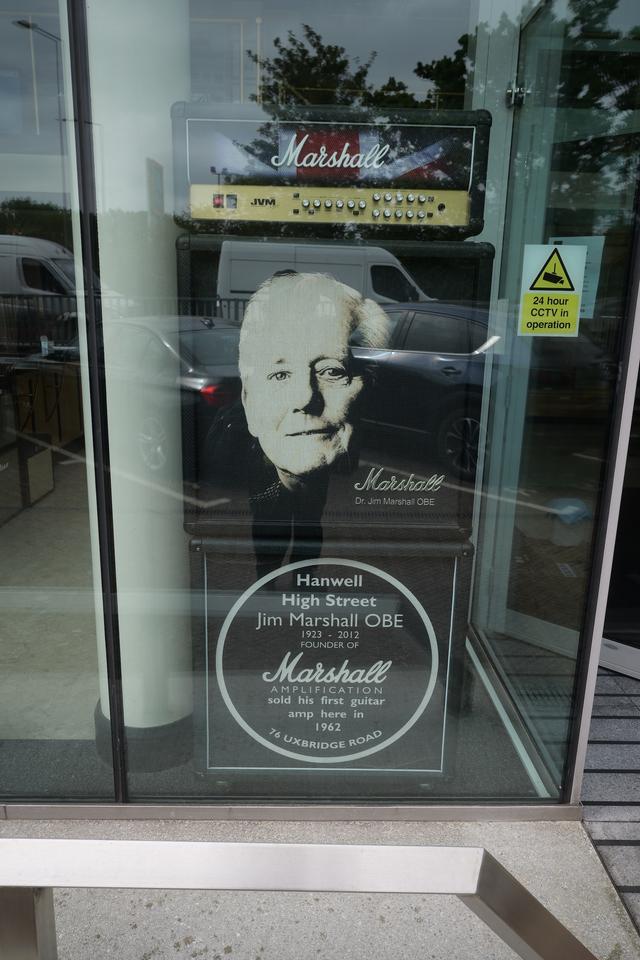 Marshall
JVM
24 hour
CCTV in
operation
Marshall
Dr. Jim Marshall OBE
Hanwell
High Street
Jim Marshall OBE
1923 - 2012
FOUNDER OF
Marshall
AMPLIFICATION
sold his first guitar
amp here in
1962
76 UXBRIDGE ROAD